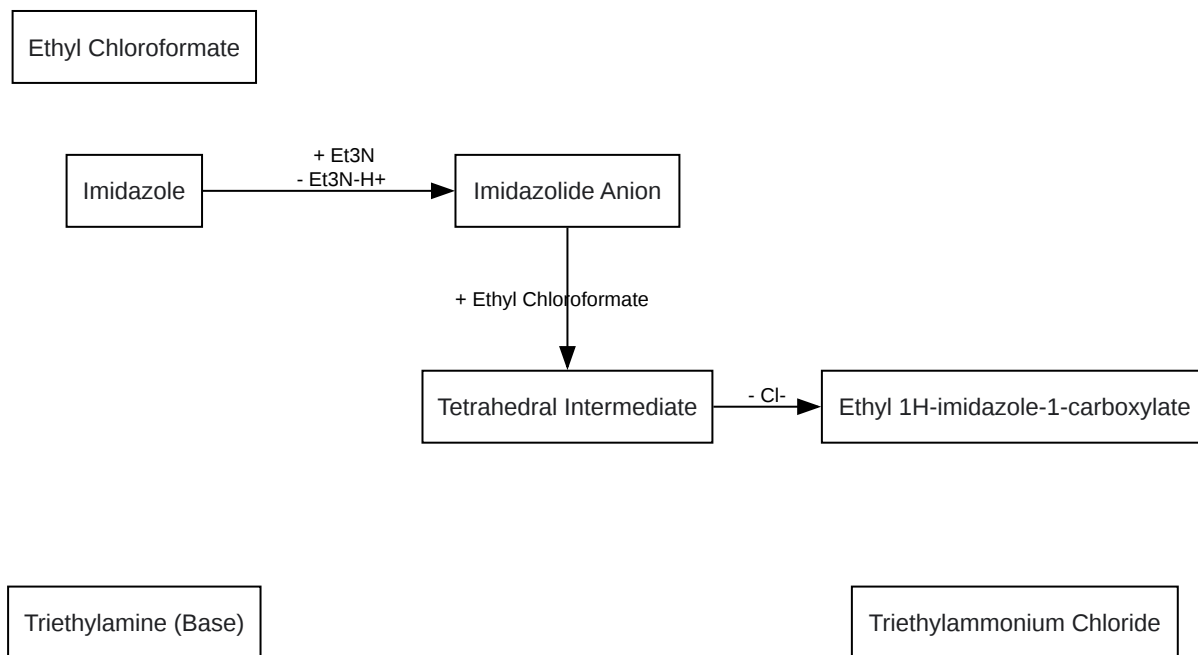 Ethyl Chloroformate
+ Et3N
- Et3N-H+
Imidazole
Imidazolide Anion
+ Ethyl Chloroformate
- Cl-
Tetrahedral Intermediate
Ethyl 1H-imidazole-1-carboxylate
Triethylamine (Base)
Triethylammonium Chloride